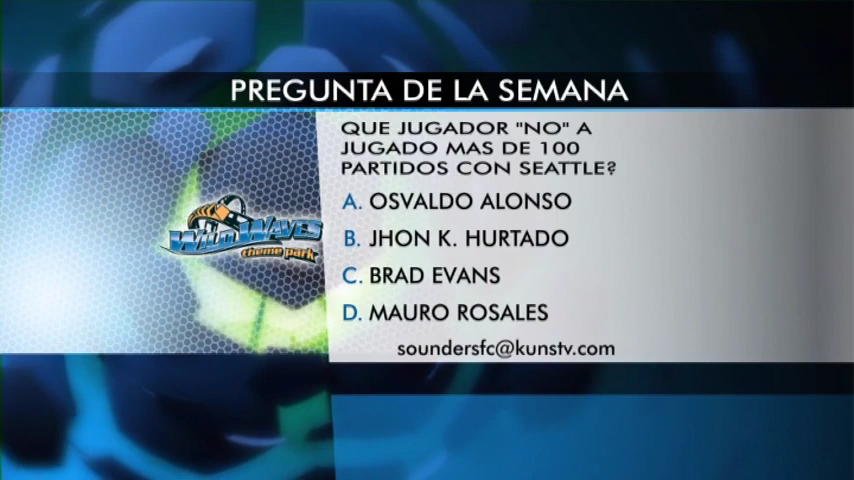 PREGUNTA DE LA SEMANA
QUE JUGADOR "NO" A
JUGADO MAS DE 100
PARTIDOS CON SEATTLE?
A. OSVALDO ALONSO
B. JHON K. HURTADO
C. BRAD EVANS
D. MAURO ROSALES
soundersfc@kunstv.com
WILD WAVES
theme park